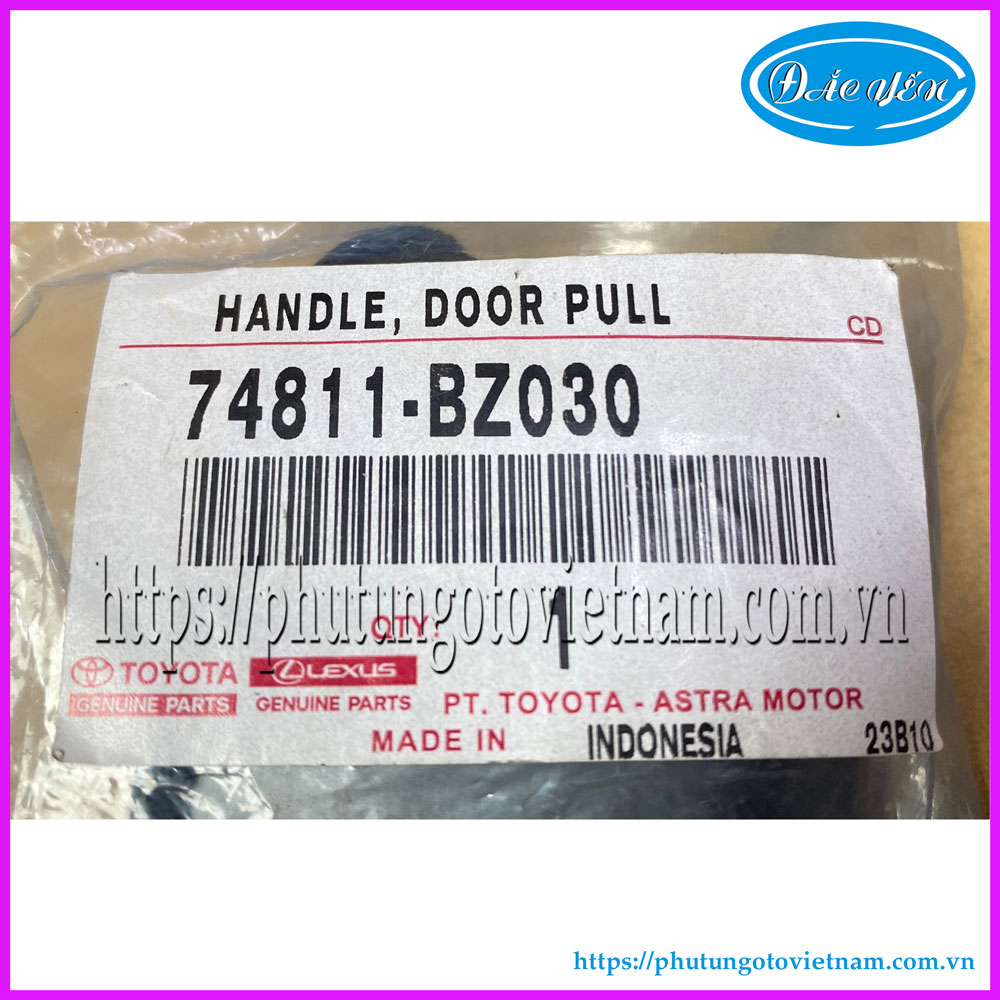 ĐẮC YẾN
HANDLE, DOOR PULL
CD
74811-BZ030
https://phutungotovietnam.com.vn
QTY: 1
TOYOTA LEXUS
GENUINE PARTS GENUINE PARTS PT. TOYOTA - ASTRA MOTOR
MADE IN INDONESIA 23B10
https://phutungotovietnam.com.vn